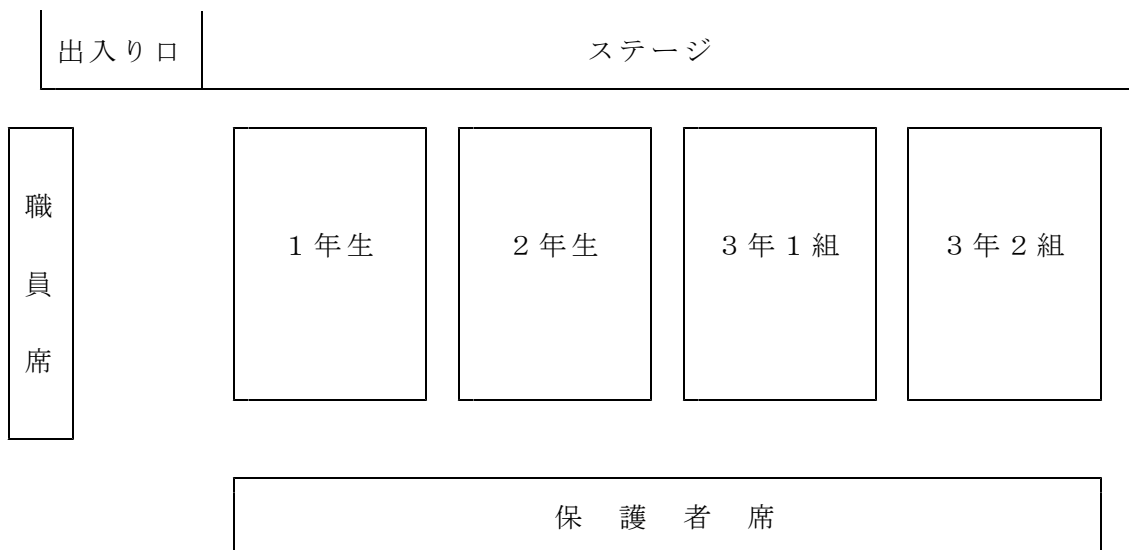 出入り口
ステージ
職員席
１年生
２年生
３年１組
３年２組
保護者席